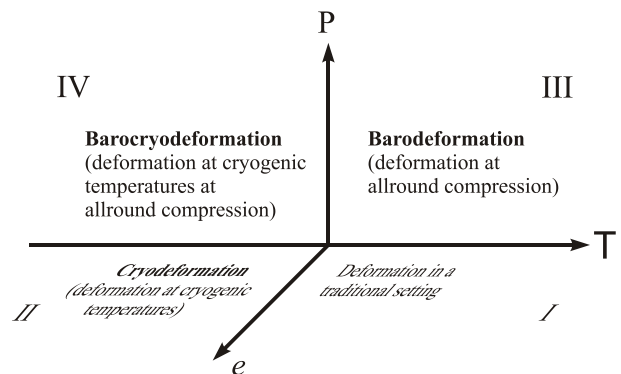 P
IV
III
Barocryodeformation
(deformation at cryogenic
temperatures at
allround compression)
Barodeformation
(deformation at
allround compression)
T
Cryodeformation
(deformation at cryogenic
temperatures)
Deformation in a
traditional setting
II
I
e